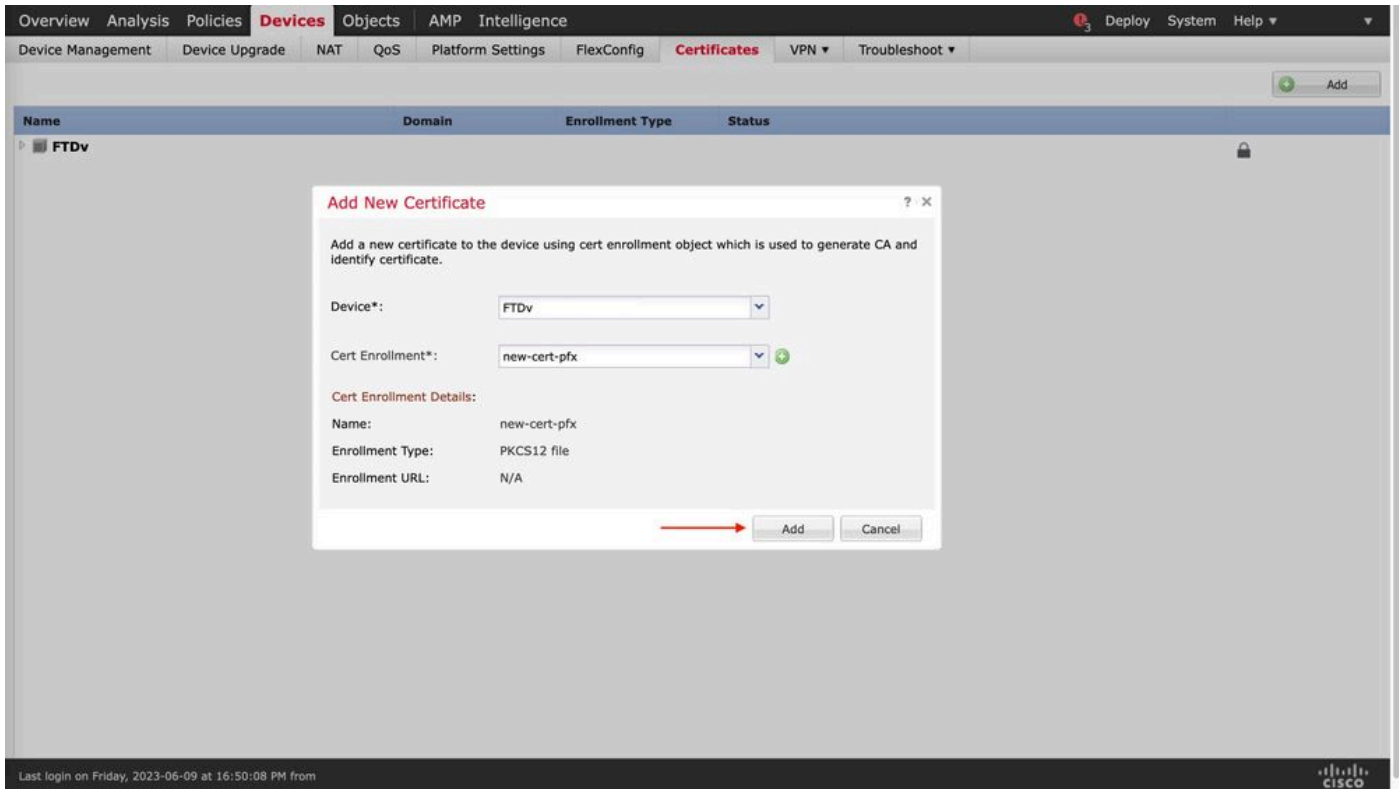 Overview Analysis Policies Devices Objects AMP Intelligence 3 Deploy System Help ▾ ▾
Device Management Device Upgrade NAT QoS Platform Settings FlexConfig Certificates VPN ▾ Troubleshoot ▾
Add
Name Domain Enrollment Type Status
FTDv
Add New Certificate ? X
Add a new certificate to the device using cert enrollment object which is used to generate CA and
identify certificate.
Device*: FTDv
Cert Enrollment*: new-cert-pfx
Cert Enrollment Details:
Name: new-cert-pfx
Enrollment Type: PKCS12 file
Enrollment URL: N/A
Add Cancel
Last login on Friday, 2023-06-09 at 16:50:08 PM from
CISCO